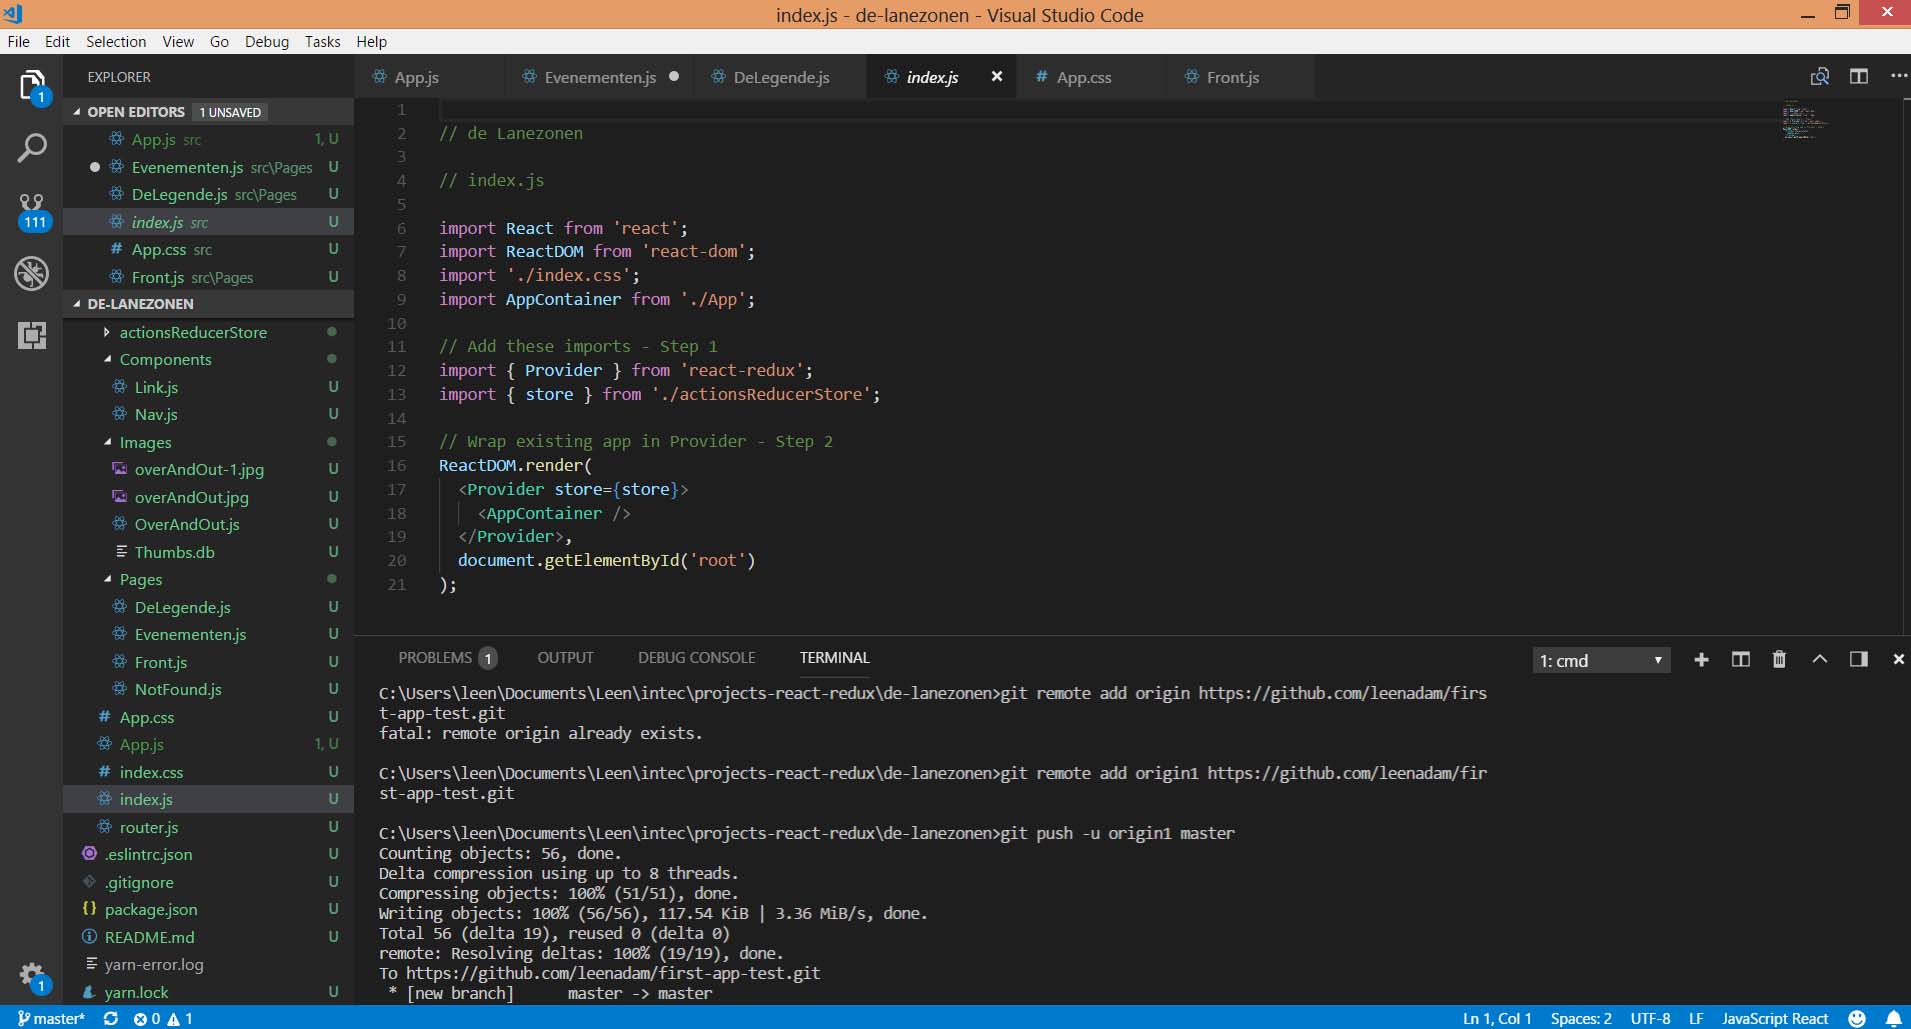 index.js - de-lanezonen - Visual Studio Code
File Edit Selection View Go Debug Tasks Help
EXPLORER
App.js Evenementen.js DeLegende.js index.js # App.css Front.js
1
111
OPEN EDITORS 1 UNSAVED
App.js src 1, U
Evenementen.js src\Pages U
DeLegende.js src\Pages U
index.js src U
# App.css src U
Front.js src\Pages U
DE-LANEZONEN
actionsReducerStore
Components
Link.js U
Nav.js U
Images
overAndOut-1.jpg U
overAndOut.jpg U
OverAndOut.js U
Thumbs.db U
Pages
DeLegende.js U
Evenementen.js U
Front.js U
NotFound.js U
# App.css U
App.js 1, U
# index.css U
index.js U
router.js U
.eslintrc.json U
.gitignore U
{} package.json U
README.md U
yarn-error.log
yarn.lock U
1
1
2 // de Lanezonen
3
4 // index.js
5
6 import React from 'react';
7 import ReactDOM from 'react-dom';
8 import './index.css';
9 import AppContainer from './App';
10
11 // Add these imports - Step 1
12 import { Provider } from 'react-redux';
13 import { store } from './actionsReducerStore';
14
15 // Wrap existing app in Provider - Step 2
16 ReactDOM.render(
17 <Provider store={store}>
18 <AppContainer />
19 </Provider>,
20 document.getElementById('root')
21 );
PROBLEMS 1 OUTPUT DEBUG CONSOLE TERMINAL 1: cmd
C:\Users\leen\Documents\Leen\intec\projects-react-redux\de-lanezonen>git remote add origin https://github.com/leenadam/firs
t-app-test.git
fatal: remote origin already exists.
C:\Users\leen\Documents\Leen\intec\projects-react-redux\de-lanezonen>git remote add origin1 https://github.com/leenadam/fir
st-app-test.git
C:\Users\leen\Documents\Leen\intec\projects-react-redux\de-lanezonen>git push -u origin1 master
Counting objects: 56, done.
Delta compression using up to 8 threads.
Compressing objects: 100% (51/51), done.
Writing objects: 100% (56/56), 117.54 KiB | 3.36 MiB/s, done.
Total 56 (delta 19), reused 0 (delta 0)
remote: Resolving deltas: 100% (19/19), done.
To https://github.com/leenadam/first-app-test.git
* [new branch] master -> master
master* 0 1 Ln 1, Col 1 Spaces: 2 UTF-8 LF JavaScript React